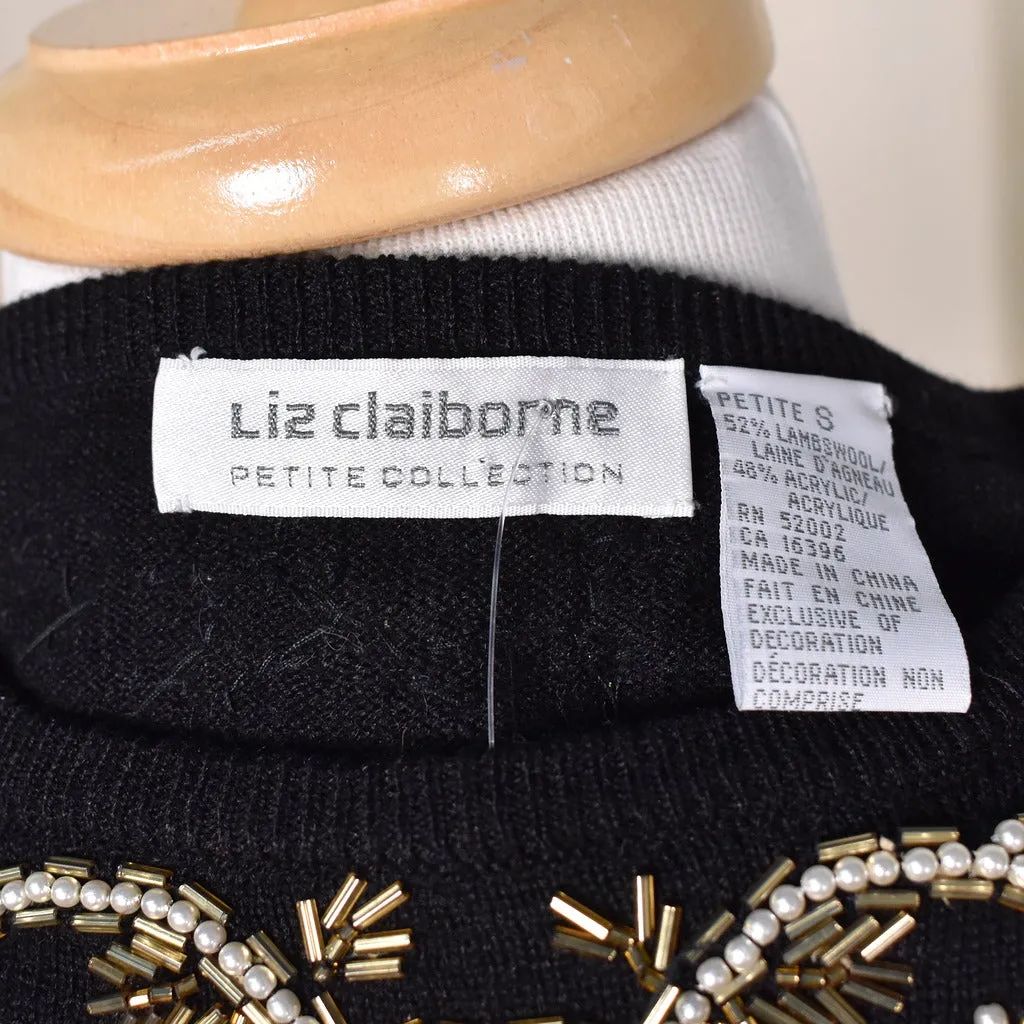 Liz claiborne
PETITE COLLECTION
PETITE S
52% LAMBSWOOL/
LAINE D'AGNEAU
48% ACRYLIC/
ACRYLIQUE
RN 52002
CA 16396
MADE IN CHINA
FAIT EN CHINE
EXCLUSIVE OF
DECORATION
DÉCORATION NON
COMPRISE